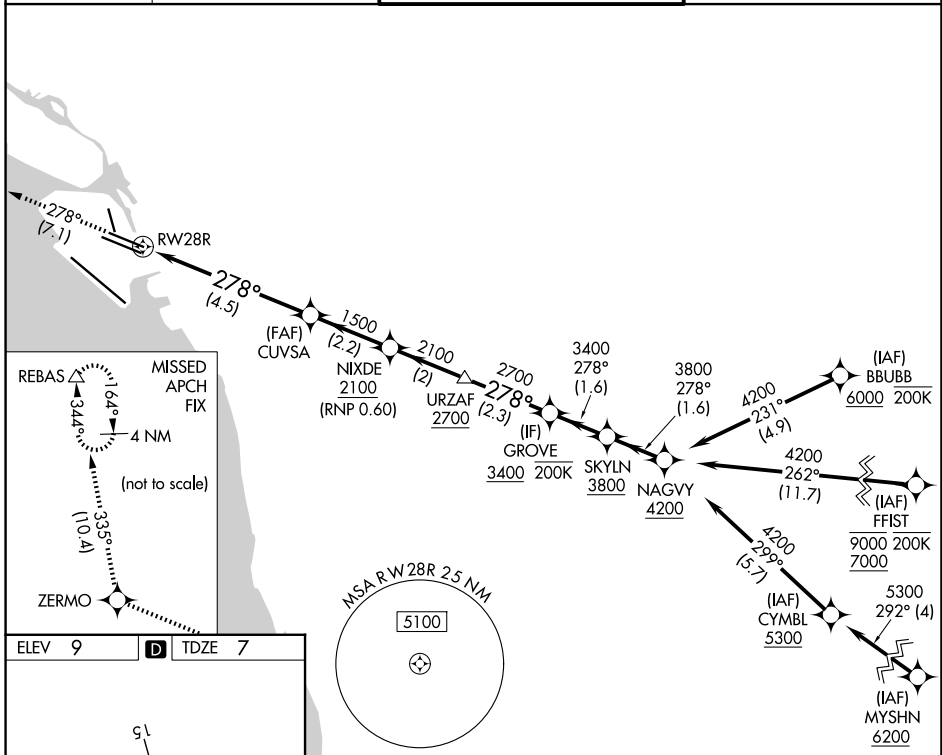 278°
(7.1)
RW28R
278°
(4.5)
(FAF)
CUVSA
1500
(2.2)
NIXDE
2100
(RNP 0.60)
2100
(2)
URZAF
2700
2700
278°
(2.3)
(IF)
GROVE
3400 200K
3400
278°
(1.6)
SKYLN
3800
3800
278°
(1.6)
NAGVY
4200
4200
231°
(4.9)
(IAF)
BBUBB
6000 200K
4200
262°
(11.7)
(IAF)
FFIST
9000 200K
7000
4200
299°
(5.7)
(IAF)
CYMBL
5300
5300
292° (4)
(IAF)
MYSHN
6200
MISSED
APCH
FIX
REBAS
164°
344°
4 NM
(not to scale)
335°
(10.4)
ZERMO
MSA RW28R 25 NM
5100
ELEV 9
D
TDZE 7
15